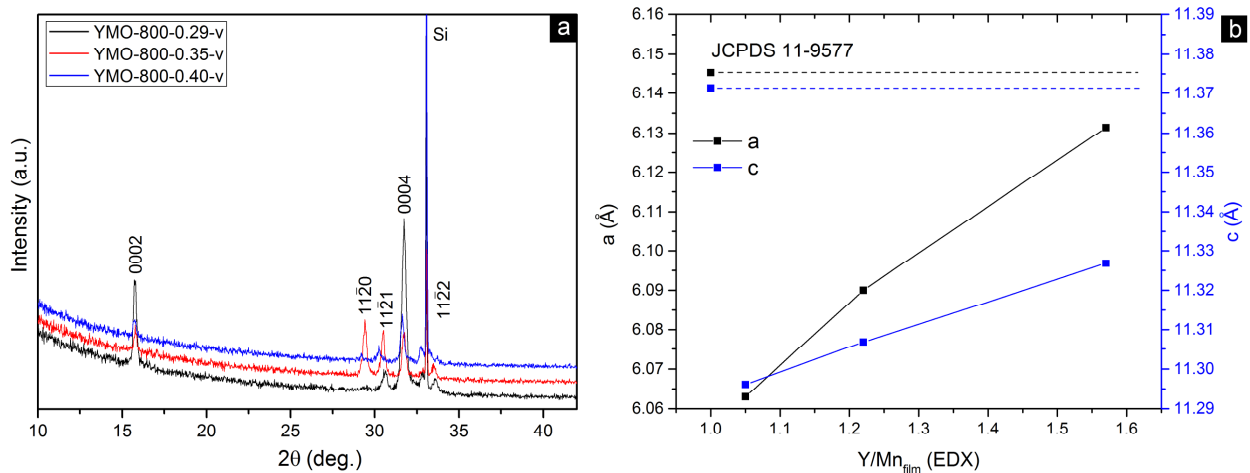 a
YMO-800-0.29-v
YMO-800-0.35-v
YMO-800-0.40-v
Si
0002
112̄0
112̄1
0004
112̄2
Intensity (a.u.)
10 15 20 25 30 35 40
2θ (deg.)
b
JCPDS 11-9577
a
c
6.16
6.15
6.14
6.13
6.12
6.11
6.10
6.09
6.08
6.07
6.06
a (Å)
11.39
11.38
11.37
11.36
11.35
11.34
11.33
11.32
11.31
11.30
11.29
c (Å)
1.0 1.1 1.2 1.3 1.4 1.5 1.6
Y/Mn_film (EDX)